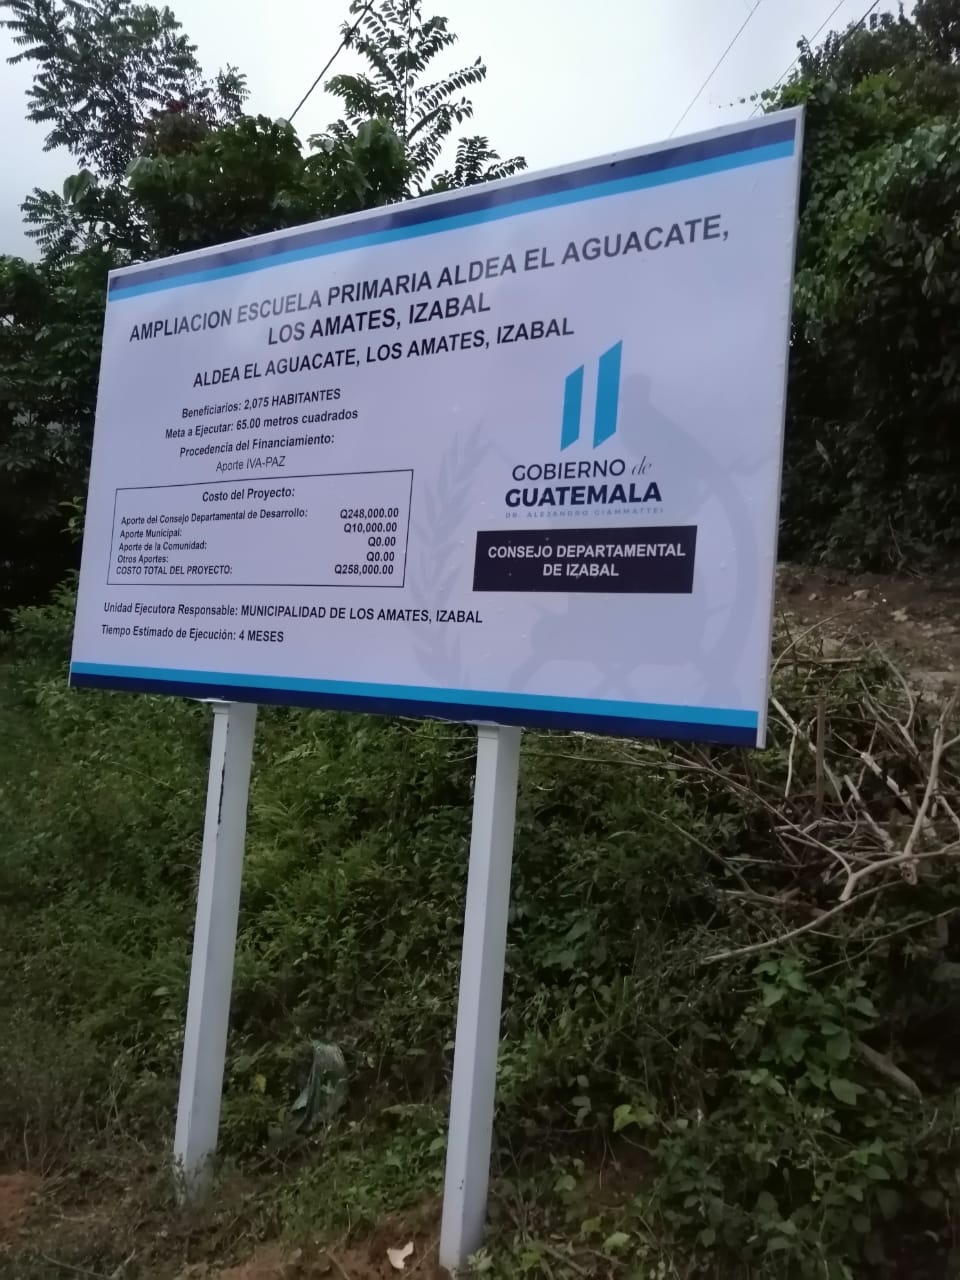 AMPLIACION ESCUELA PRIMARIA ALDEA EL AGUACATE,
LOS AMATES, IZABAL
ALDEA EL AGUACATE, LOS AMATES, IZABAL
Beneficiarios: 2,075 HABITANTES
Meta a Ejecutar: 65.00 metros cuadrados
Procedencia del Financiamiento:
Aporte IVA-PAZ
Costo del Proyecto:
Aporte del Consejo Departamental de Desarrollo: Q248,000.00
Aporte Municipal: Q10,000.00
Aporte de la Comunidad: Q0.00
Otros Aportes: Q0.00
COSTO TOTAL DEL PROYECTO: Q258,000.00
Unidad Ejecutora Responsable: MUNICIPALIDAD DE LOS AMATES, IZABAL
Tiempo Estimado de Ejecución: 4 MESES
GOBIERNO de
GUATEMALA
DR. ALEJANDRO GIAMMATTEI
CONSEJO DEPARTAMENTAL
DE IZABAL